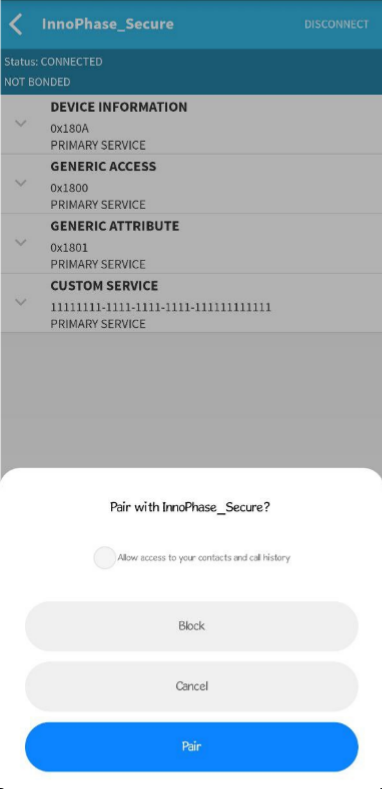 InnoPhase_Secure
DISCONNECT
Status: CONNECTED
NOT BONDED
DEVICE INFORMATION
0x180A
PRIMARY SERVICE
GENERIC ACCESS
0x1800
PRIMARY SERVICE
GENERIC ATTRIBUTE
0x1801
PRIMARY SERVICE
CUSTOM SERVICE
11111111-1111-1111-1111-111111111111
PRIMARY SERVICE
Pair with InnoPhase_Secure?
Allow access to your contacts and call history
Block
Cancel
Pair